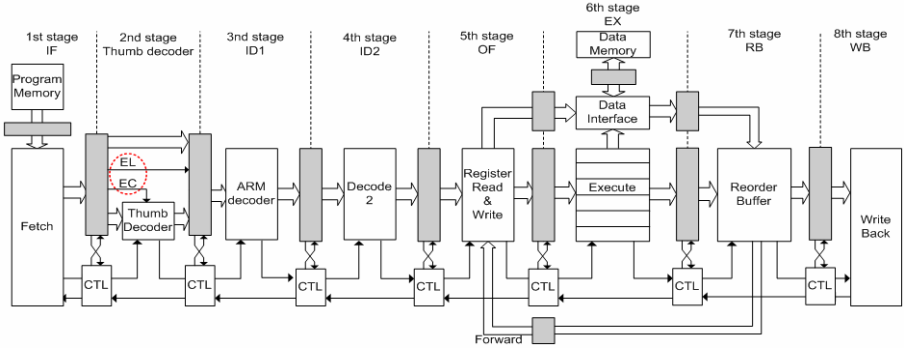 1st stage
IF
2nd stage
Thumb decoder
3rd stage
ID1
4th stage
ID2
5th stage
OF
6th stage
EX
7th stage
RB
8th stage
WB
Program
Memory
Data
Memory
Data
Interface
EL
EC
Fetch
Thumb
Decoder
ARM
decoder
Decode
2
Register
Read
&
Write
Execute
Reorder
Buffer
Write
Back
CTL
CTL
CTL
CTL
CTL
CTL
CTL
Forward